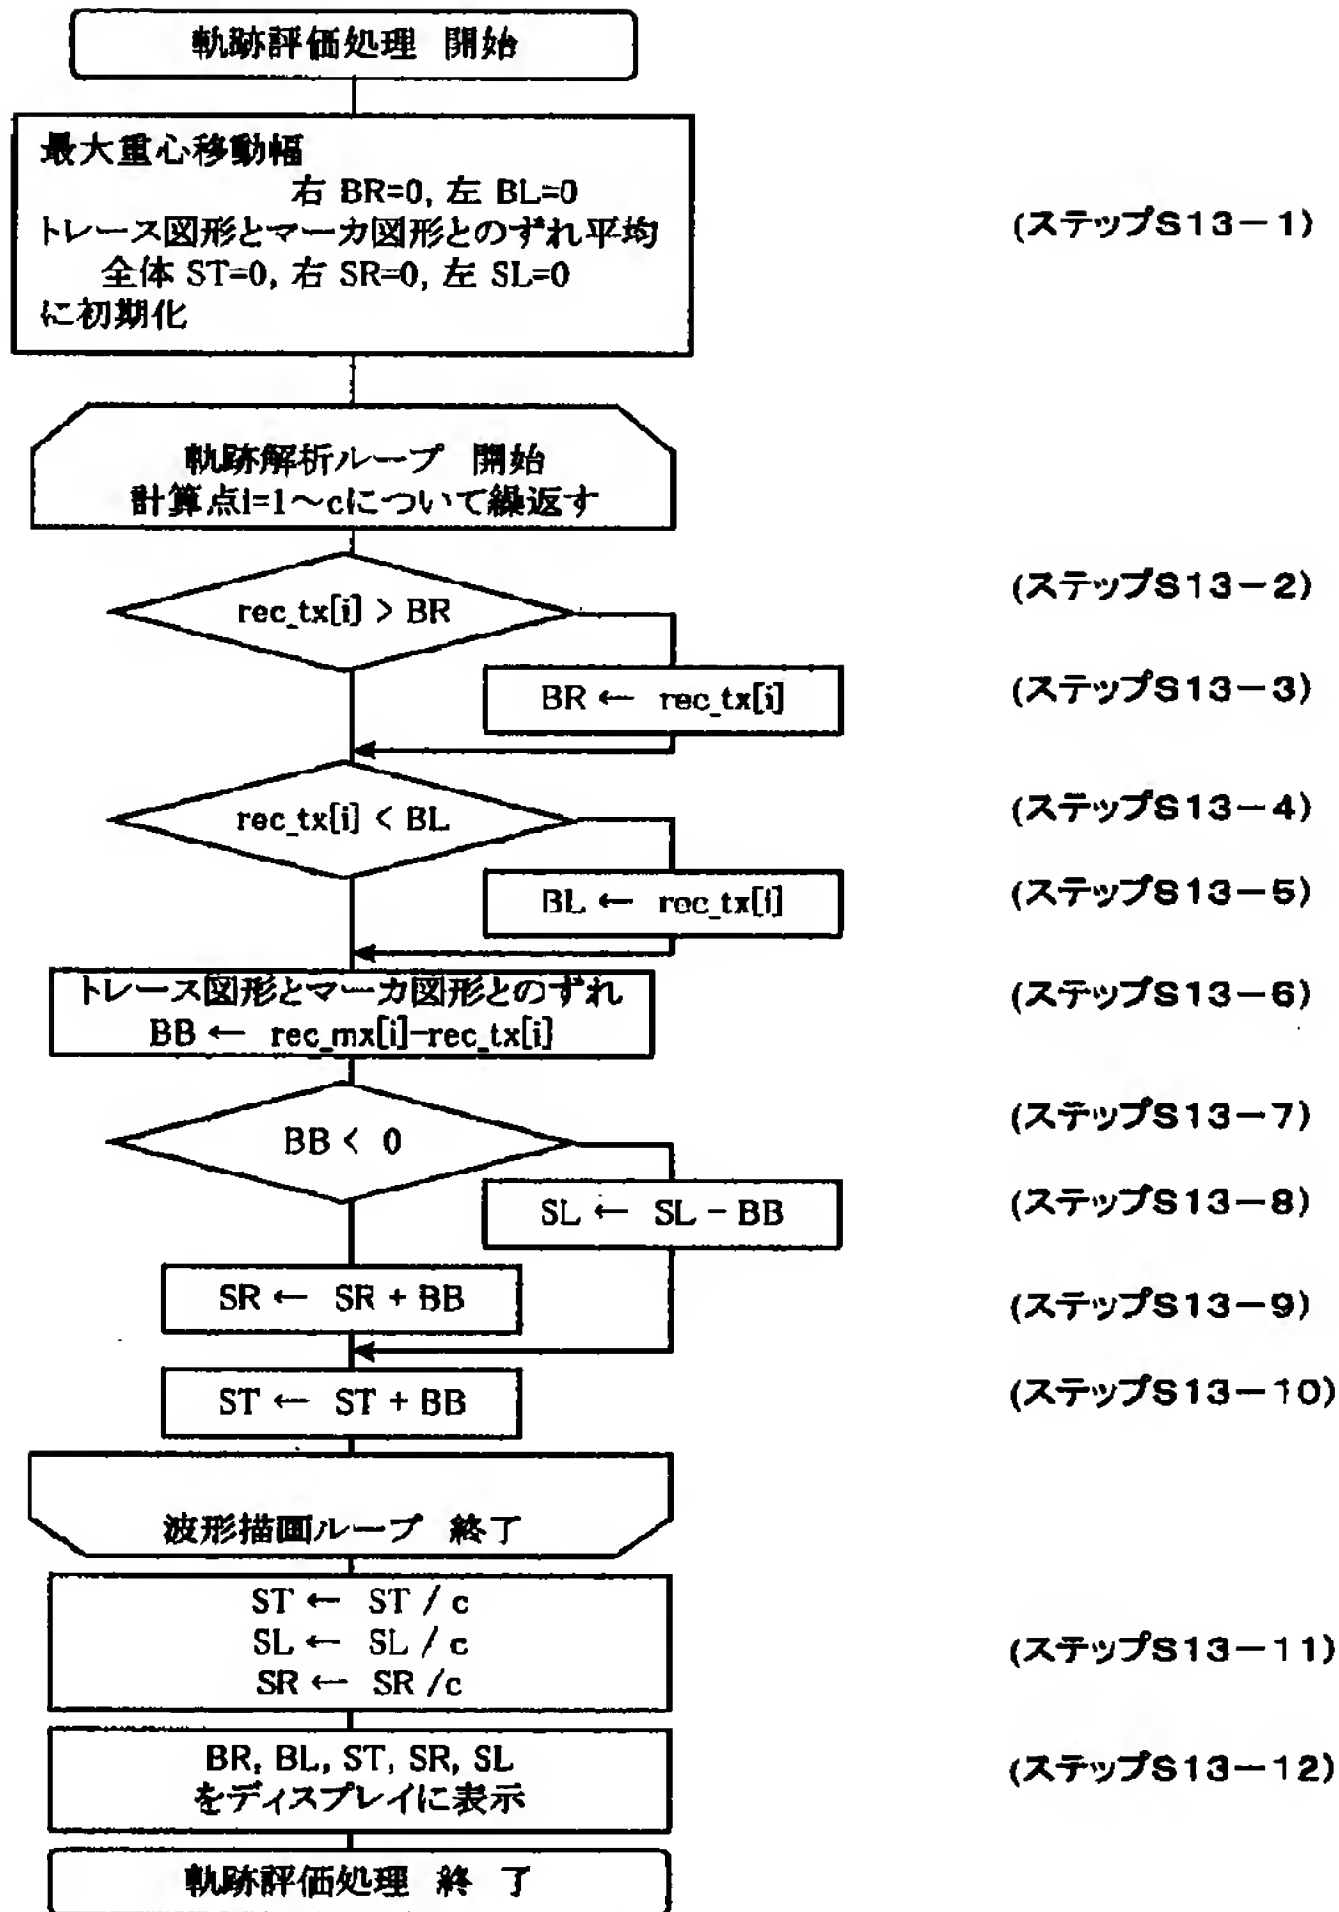 軌跡評価処理 開始
最大重心移動幅
右 BR=0, 左 BL=0
トレース図形とマーカ図形とのずれ平均
全体 ST=0, 右 SR=0, 左 SL=0
に初期化
(ステップS13-1)
軌跡解析ループ 開始
計算点i=1~cについて繰返す
rec_tx[i] > BR
(ステップS13-2)
BR ← rec_tx[i]
(ステップS13-3)
rec_tx[i] < BL
(ステップS13-4)
BL ← rec_tx[i]
(ステップS13-5)
トレース図形とマーカ図形とのずれ
BB ← rec_mx[i]-rec_tx[i]
(ステップS13-6)
BB < 0
(ステップS13-7)
SL ← SL - BB
(ステップS13-8)
SR ← SR + BB
(ステップS13-9)
ST ← ST + BB
(ステップS13-10)
波形描画ループ 終了
ST ← ST / c
SL ← SL / c
SR ← SR /c
(ステップS13-11)
BR, BL, ST, SR, SL
をディスプレイに表示
(ステップS13-12)
軌跡評価処理 終 了